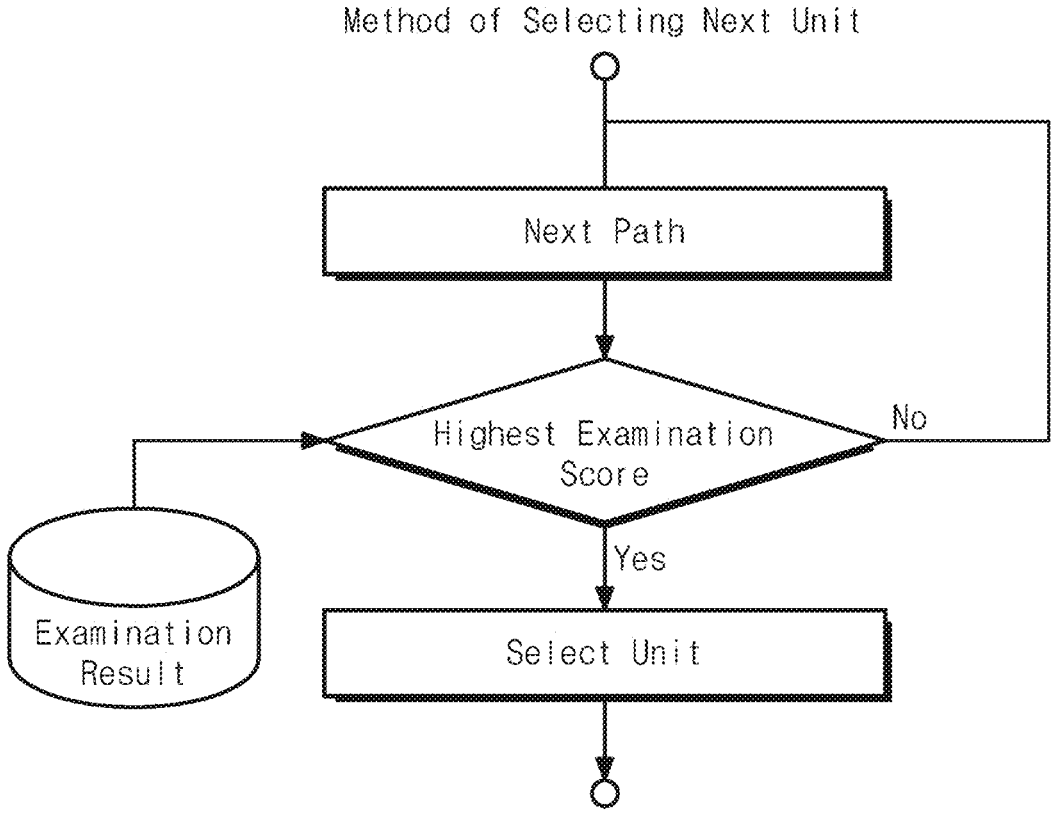 Method of Selecting Next Unit
Next Path
Highest Examination
Score
No
Yes
Examination
Result
Select Unit